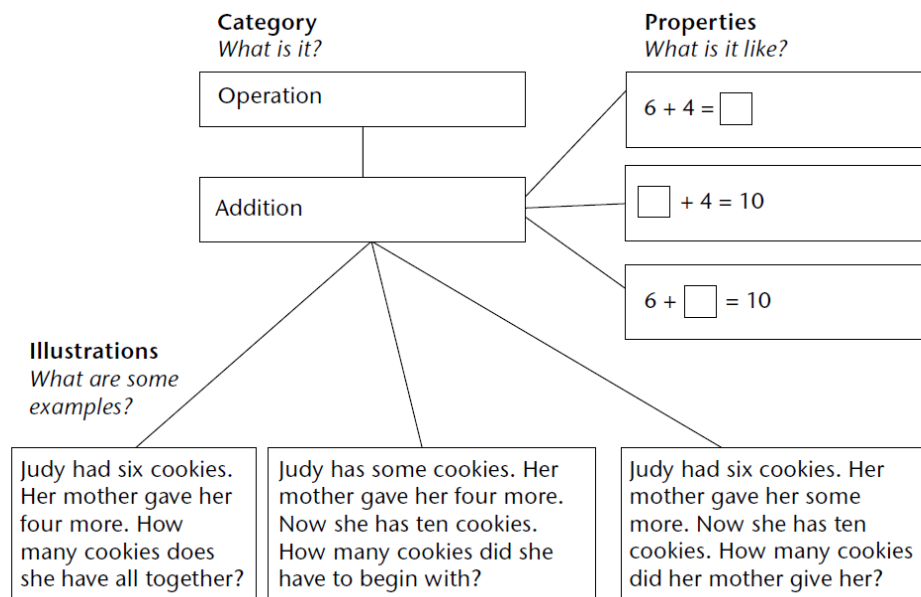 Category
What is it?
Properties
What is it like?
Operation
6 + 4 = □
Addition
□ + 4 = 10
6 + □ = 10
Illustrations
What are some
examples?
Judy had six cookies.
Her mother gave her
four more. How
many cookies does
she have all together?
Judy has some cookies. Her
mother gave her four more.
Now she has ten cookies.
How many cookies did she
have to begin with?
Judy had six cookies. Her
mother gave her some
more. Now she has ten
cookies. How many cookies
did her mother give her?